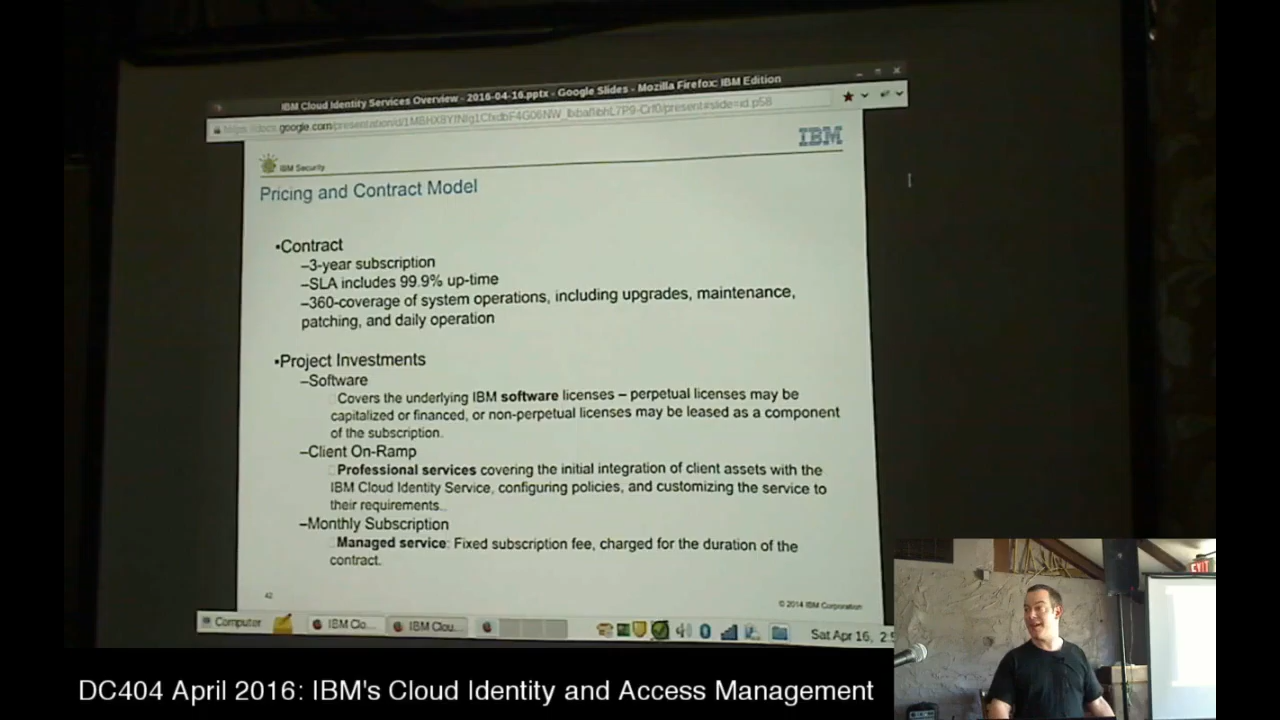 IBM Cloud Identity Services Overview - 2016-04-16.pptx - Google Slides - Mozilla Firefox: IBM Edition
IBM
IBM Security
Pricing and Contract Model
•Contract
–3-year subscription
–SLA includes 99.9% up-time
–360-coverage of system operations, including upgrades, maintenance,
patching, and daily operation
•Project Investments
–Software
Covers the underlying IBM software licenses – perpetual licenses may be
capitalized or financed, or non-perpetual licenses may be leased as a component
of the subscription.
–Client On-Ramp
Professional services covering the initial integration of client assets with the
IBM Cloud Identity Service, configuring policies, and customizing the service to
their requirements.
–Monthly Subscription
Managed service: Fixed subscription fee, charged for the duration of the
contract.
42
© 2014 IBM Corporation
Computer
IBM Clo...
IBM Clou...
Sat Apr 16,
EXIT
DC404 April 2016: IBM's Cloud Identity and Access Management